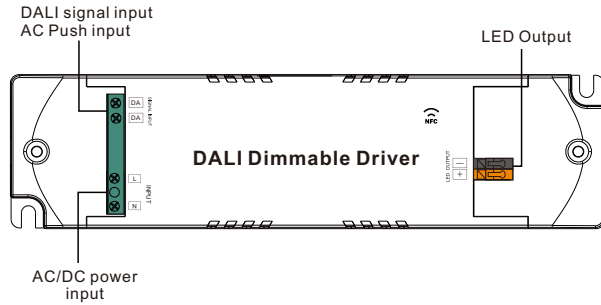 DALI signal input
AC Push input
LED Output
DA
SIGNAL INPUT
DA
NFC
DALI Dimmable Driver
LED OUTPUT
—
+
L
INPUT
N
AC/DC power
input